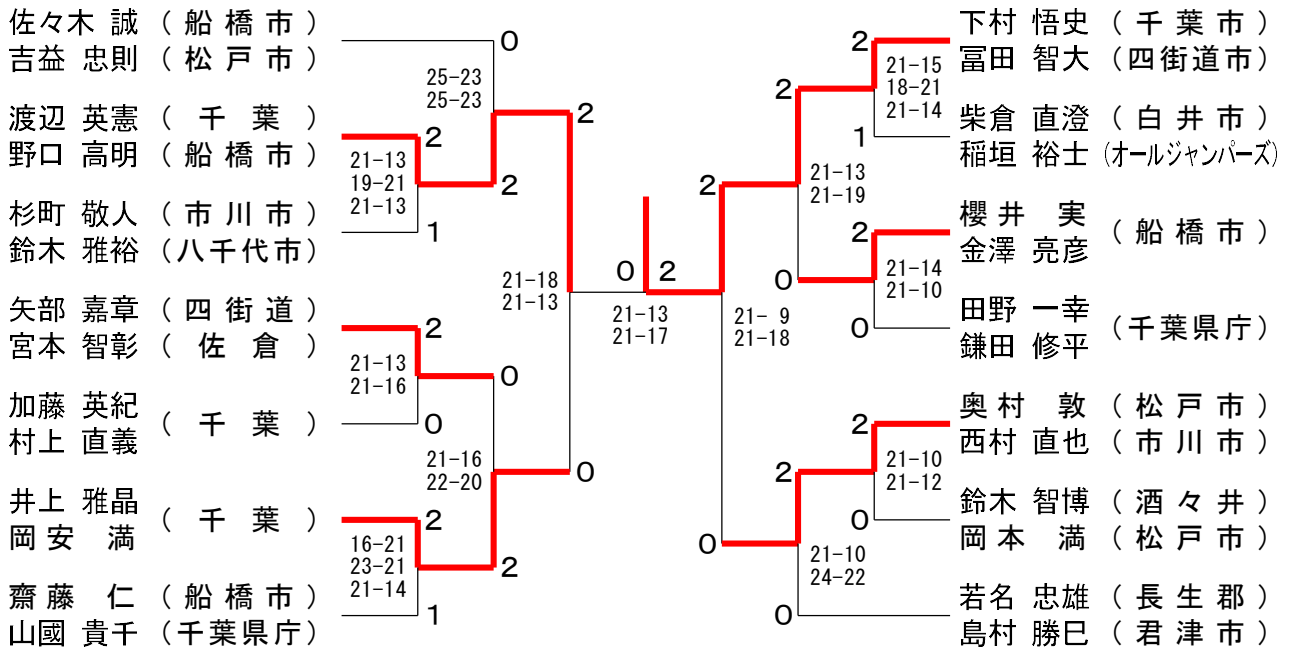 佐々木 誠 ( 船 橋 市 )
吉益 忠則 ( 松 戸 市 )
0
25-23
25-23
渡辺 英憲 ( 千 葉 )
野口 高明 ( 船 橋 市 )
2
21-13
19-21
21-13
2
2
杉町 敬人 ( 市 川 市 )
鈴木 雅裕 (八千代市)
1
21-18
21-13
矢部 嘉章 ( 四 街 道 )
宮本 智彰 ( 佐 倉 )
2
21-13
21-16
0
加藤 英紀
村上 直義
( 千 葉 )
0
21-16
22-20
0
井上 雅晶
岡 安 満
( 千 葉 )
2
16-21
23-21
21-14
2
齋 藤 仁 ( 船 橋 市 )
山國 貴千 (千葉県庁)
1
0 2
21-13
21-17
下村 悟史 ( 千 葉 市 )
冨田 智大 (四街道市)
2
21-15
18-21
21-14
2
柴倉 直澄 ( 白 井 市 )
稲垣 裕士 (オールジャンパーズ)
1
21-13
21-19
2
櫻 井 実
金澤 亮彦
( 船 橋 市 )
2
21-14
21-10
0
田野 一幸
鎌田 修平
(千葉県庁)
0
21- 9
21-18
奥 村 敦 ( 松 戸 市 )
西村 直也 ( 市 川 市 )
2
21-10
21-12
2
鈴木 智博 ( 酒 々 井 )
岡 本 満 ( 松 戸 市 )
0
0
21-10
24-22
若名 忠雄 ( 長 生 郡 )
島村 勝巳 ( 君 津 市 )
0